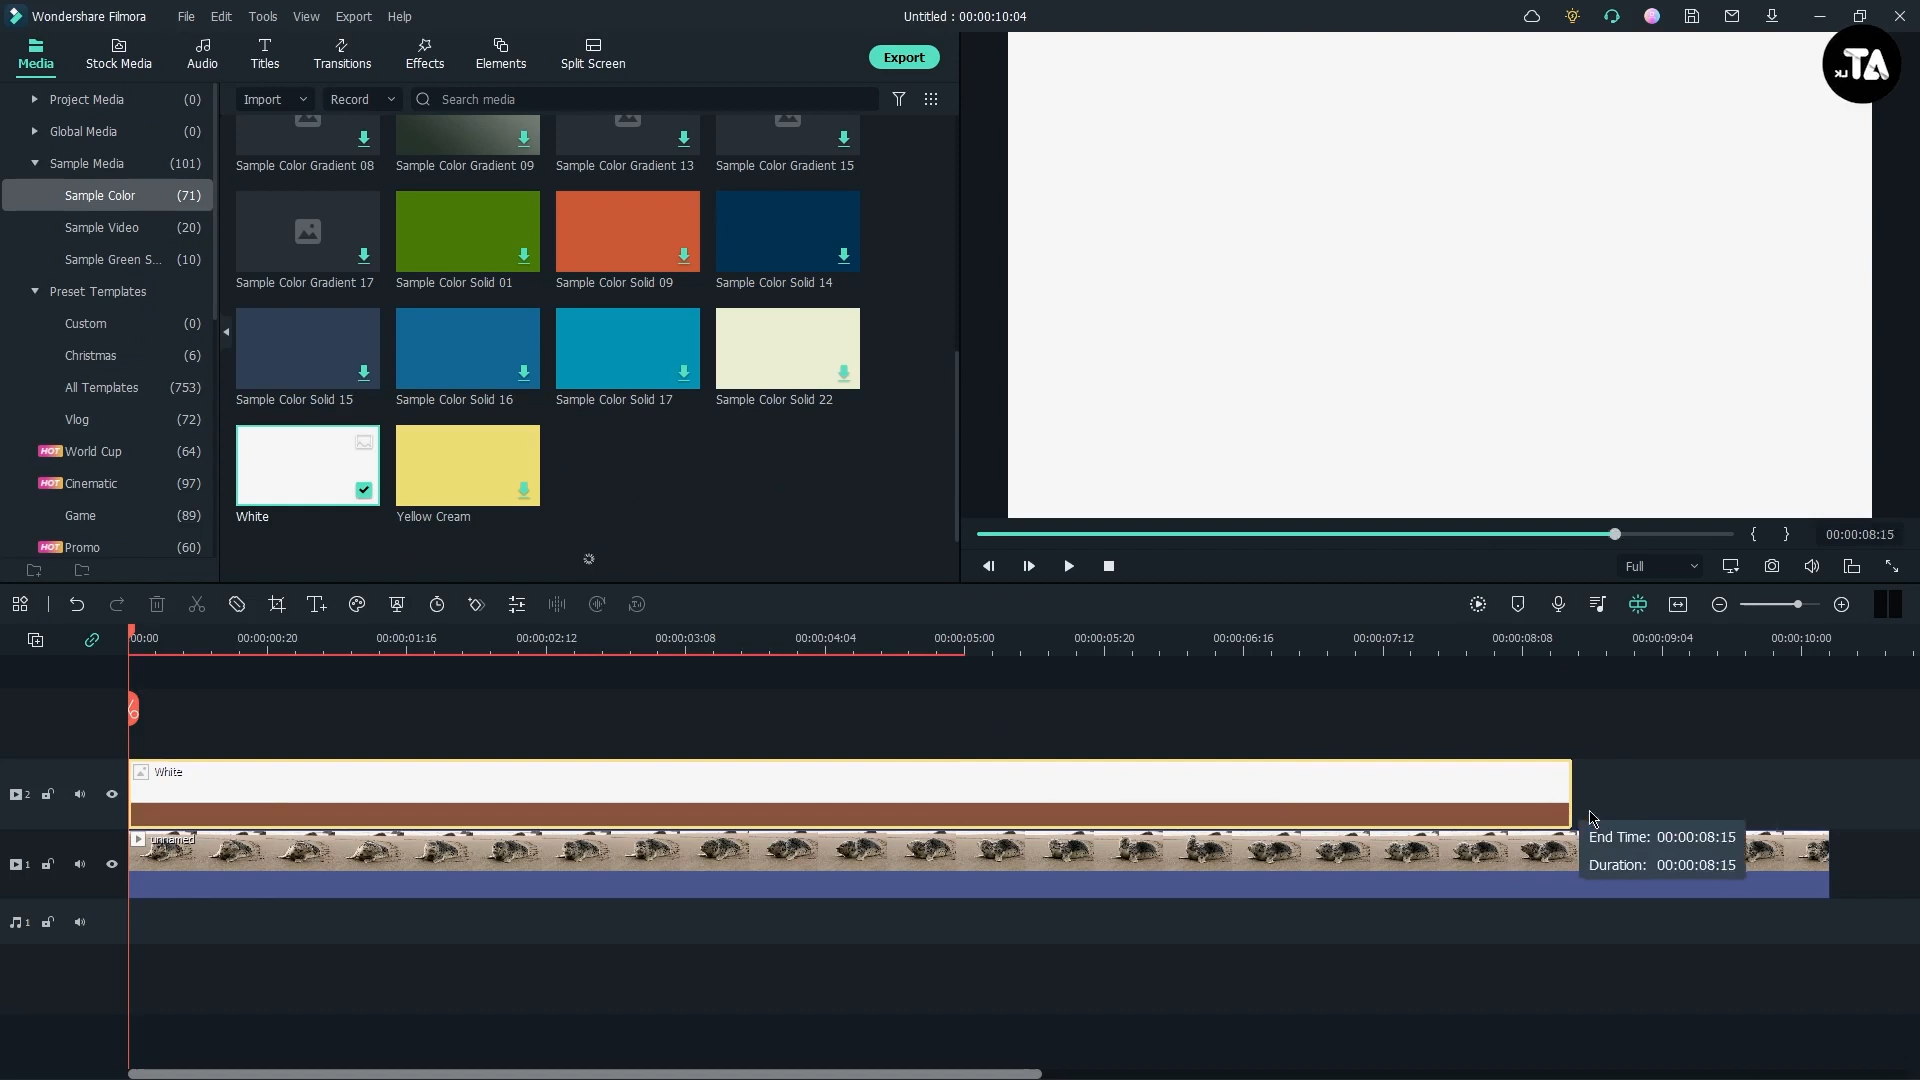 Wondershare Filmora File Edit Tools View Export Help Untitled : 00:00:10:04
Media Stock Media Audio Titles Transitions Effects Elements Split Screen Export
TA LK
Project Media (0)
Global Media (0)
Sample Media (101)
Sample Color (71)
Sample Video (20)
Sample Green S... (10)
Preset Templates
Custom (0)
Christmas (6)
All Templates (753)
Vlog (72)
HOT World Cup (64)
HOT Cinematic (97)
Game (89)
HOT Promo (60)
Import Record Search media
Sample Color Gradient 08 Sample Color Gradient 09 Sample Color Gradient 13 Sample Color Gradient 15
Sample Color Gradient 17 Sample Color Solid 01 Sample Color Solid 09 Sample Color Solid 14
Sample Color Solid 15 Sample Color Solid 16 Sample Color Solid 17 Sample Color Solid 22
White Yellow Cream
{ } 00:00:08:15
Full
00:00 00:00:00:20 00:00:01:16 00:00:02:12 00:00:03:08 00:00:04:04 00:00:05:00 00:00:05:20 00:00:06:16 00:00:07:12 00:00:08:08 00:00:09:04 00:00:10:00
White
2
unnamed
1
End Time: 00:00:08:15
Duration: 00:00:08:15
1